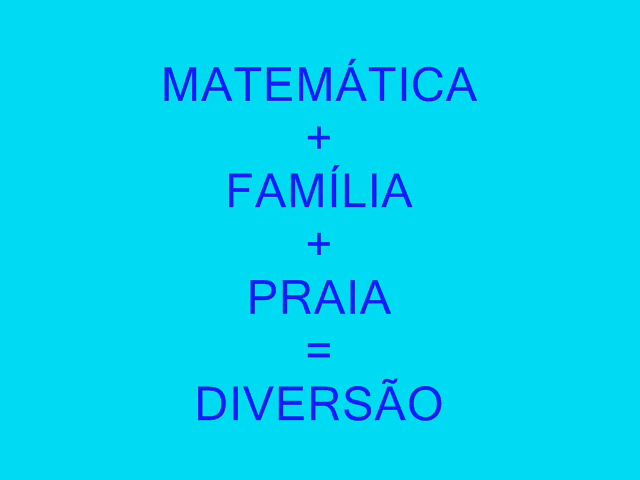 MATEMÁTICA
+
FAMÍLIA
+
PRAIA
=
DIVERSÃO